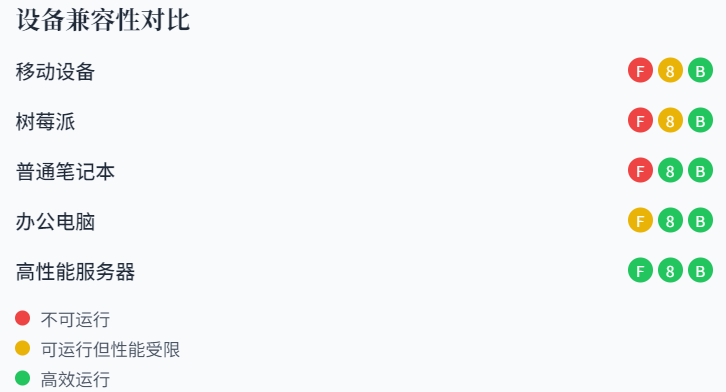 设备兼容性对比
移动设备 F 8 B
树莓派 F 8 B
普通笔记本 F 8 B
办公电脑 F 8 B
高性能服务器 F 8 B
不可运行
可运行但性能受限
高效运行